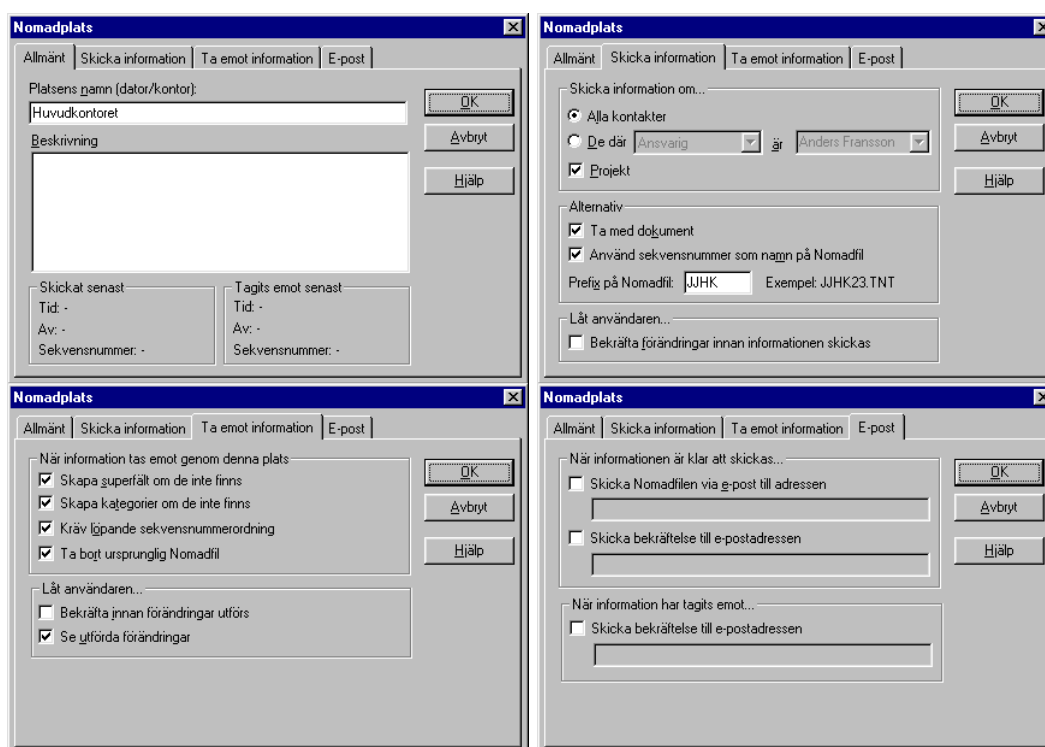 Nomadplats
Allmänt Skicka information Ta emot information E-post
Platsens namn (dator/kontor):
Huvudkontoret
Beskrivning
OK
Avbryt
Hjälp
Skickat senast
Tid: -
Av: -
Sekvensnummer: -
Tagits emot senast
Tid: -
Av: -
Sekvensnummer: -
Nomadplats
Allmänt Skicka information Ta emot information E-post
Skicka information om...
Alla kontakter
De där Ansvarig är Anders Fransson
Projekt
OK
Avbryt
Hjälp
Alternativ
Ta med dokument
Använd sekvensnummer som namn på Nomadfil
Prefix på Nomadfil: JJHK Exempel: JJHK23.TNT
Låt användaren...
Bekräfta förändringar innan informationen skickas
Nomadplats
Allmänt Skicka information Ta emot information E-post
När information tas emot genom denna plats
Skapa superfält om de inte finns
Skapa kategorier om de inte finns
Kräv löpande sekvensnummerordning
Ta bort ursprunglig Nomadfil
OK
Avbryt
Hjälp
Låt användaren...
Bekräfta innan förändringar utförs
Se utförda förändringar
Nomadplats
Allmänt Skicka information Ta emot information E-post
När informationen är klar att skickas...
Skicka Nomadfilen via e-post till adressen
Skicka bekräftelse till e-postadressen
OK
Avbryt
Hjälp
När information har tagits emot...
Skicka bekräftelse till e-postadressen